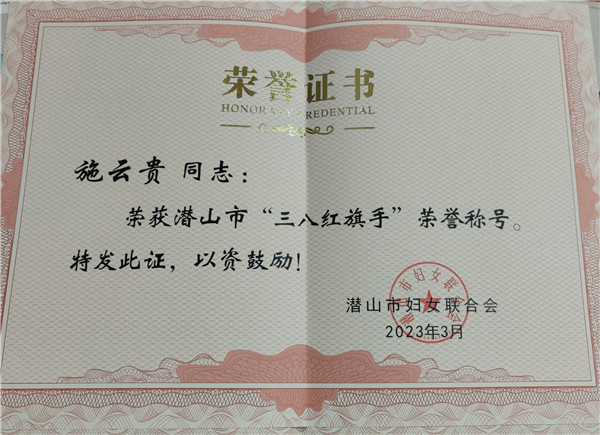 荣誉证书
HONORARY CREDENTIAL
施云贵 同志：
荣获潜山市“三八红旗手”荣誉称号。
特发此证，以资鼓励！
潜山市妇女联合会
2023年3月